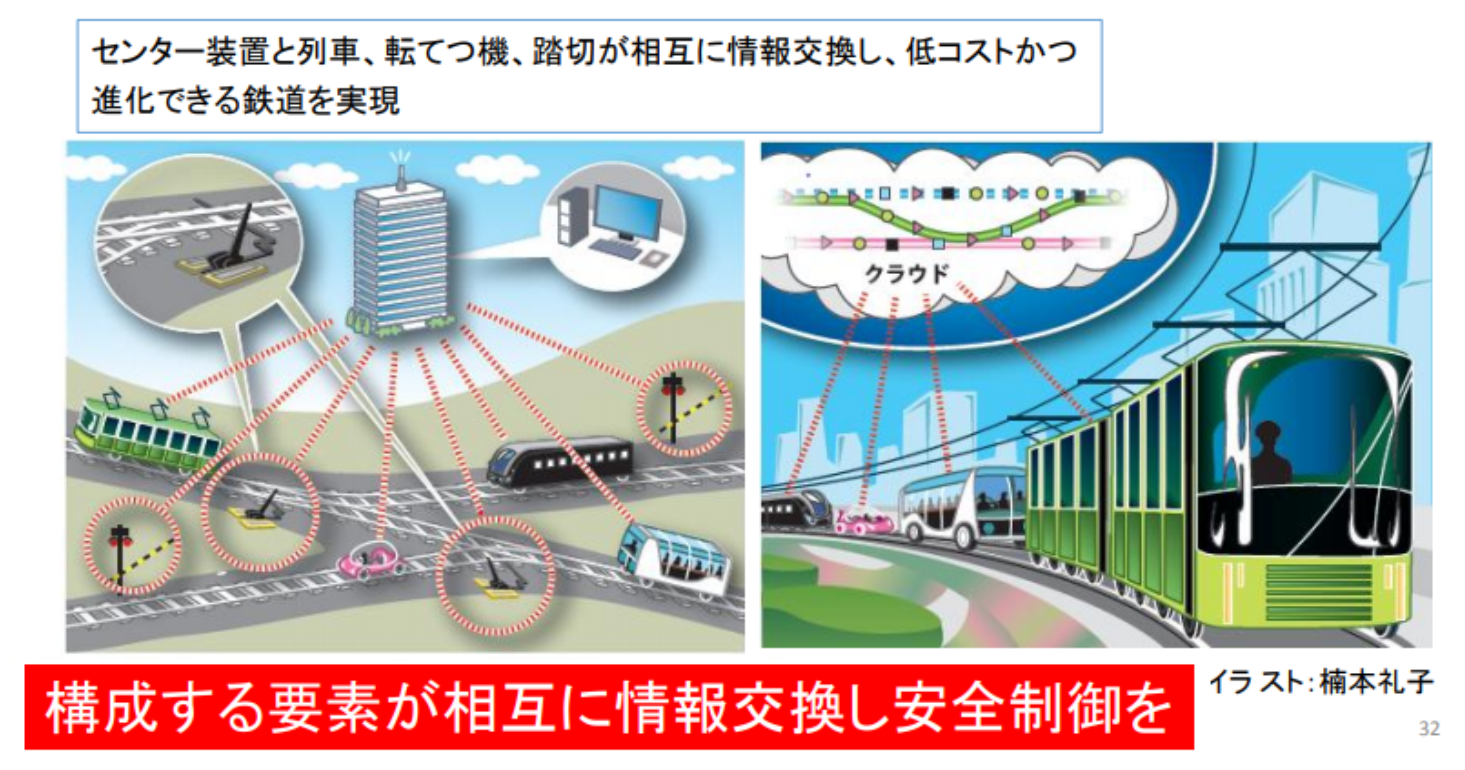 センター装置と列車、転てつ機、踏切が相互に情報交換し、低コストかつ
進化できる鉄道を実現
クラウド
構成する要素が相互に情報交換し安全制御を
イラスト:楠本礼子
32